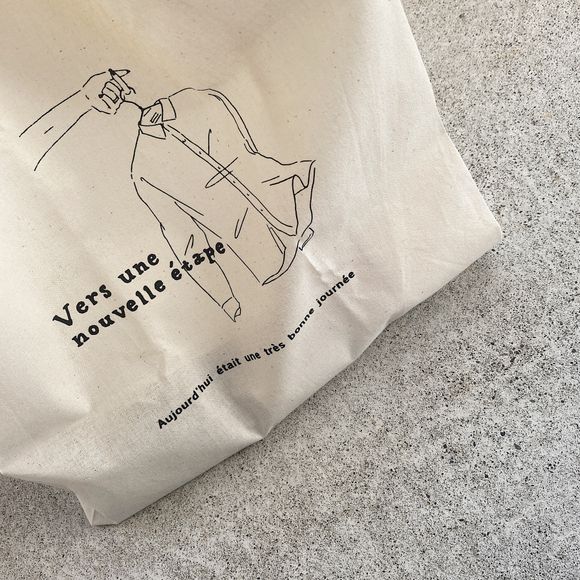 Vers une
nouvelle étape
Aujourd'hui était une très bonne journée